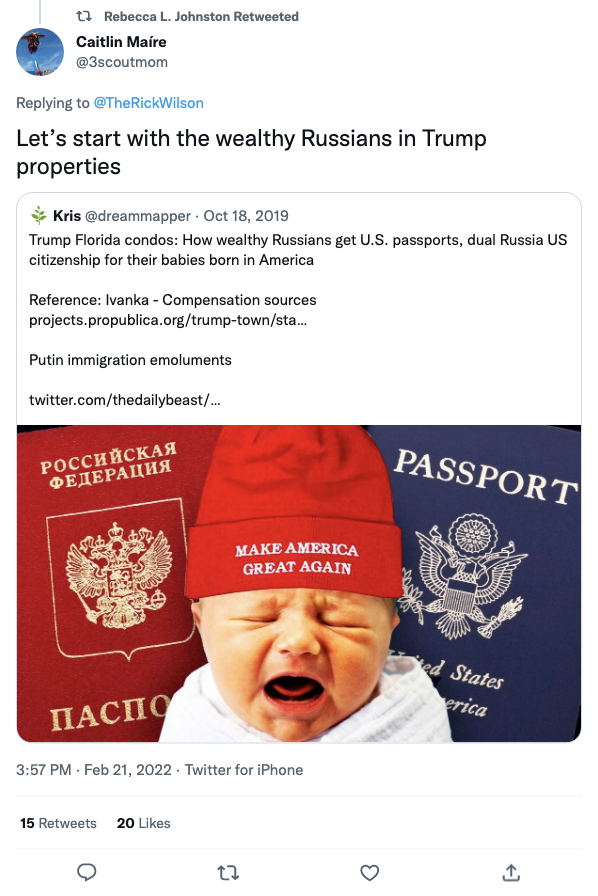 Rebecca L. Johnston Retweeted
Caitlin Maíre
@3scoutmom
Replying to @TheRickWilson
Let’s start with the wealthy Russians in Trump
properties
Kris @dreammapper · Oct 18, 2019
Trump Florida condos: How wealthy Russians get U.S. passports, dual Russia US
citizenship for their babies born in America
Reference: Ivanka - Compensation sources
projects.propublica.org/trump-town/sta…
Putin immigration emoluments
twitter.com/thedailybeast/…
РОССИЙСКАЯ
ФЕДЕРАЦИЯ
ПАСПО
MAKE AMERICA
GREAT AGAIN
PASSPORT
ted States
erica
3:57 PM · Feb 21, 2022 · Twitter for iPhone
15 Retweets 20 Likes